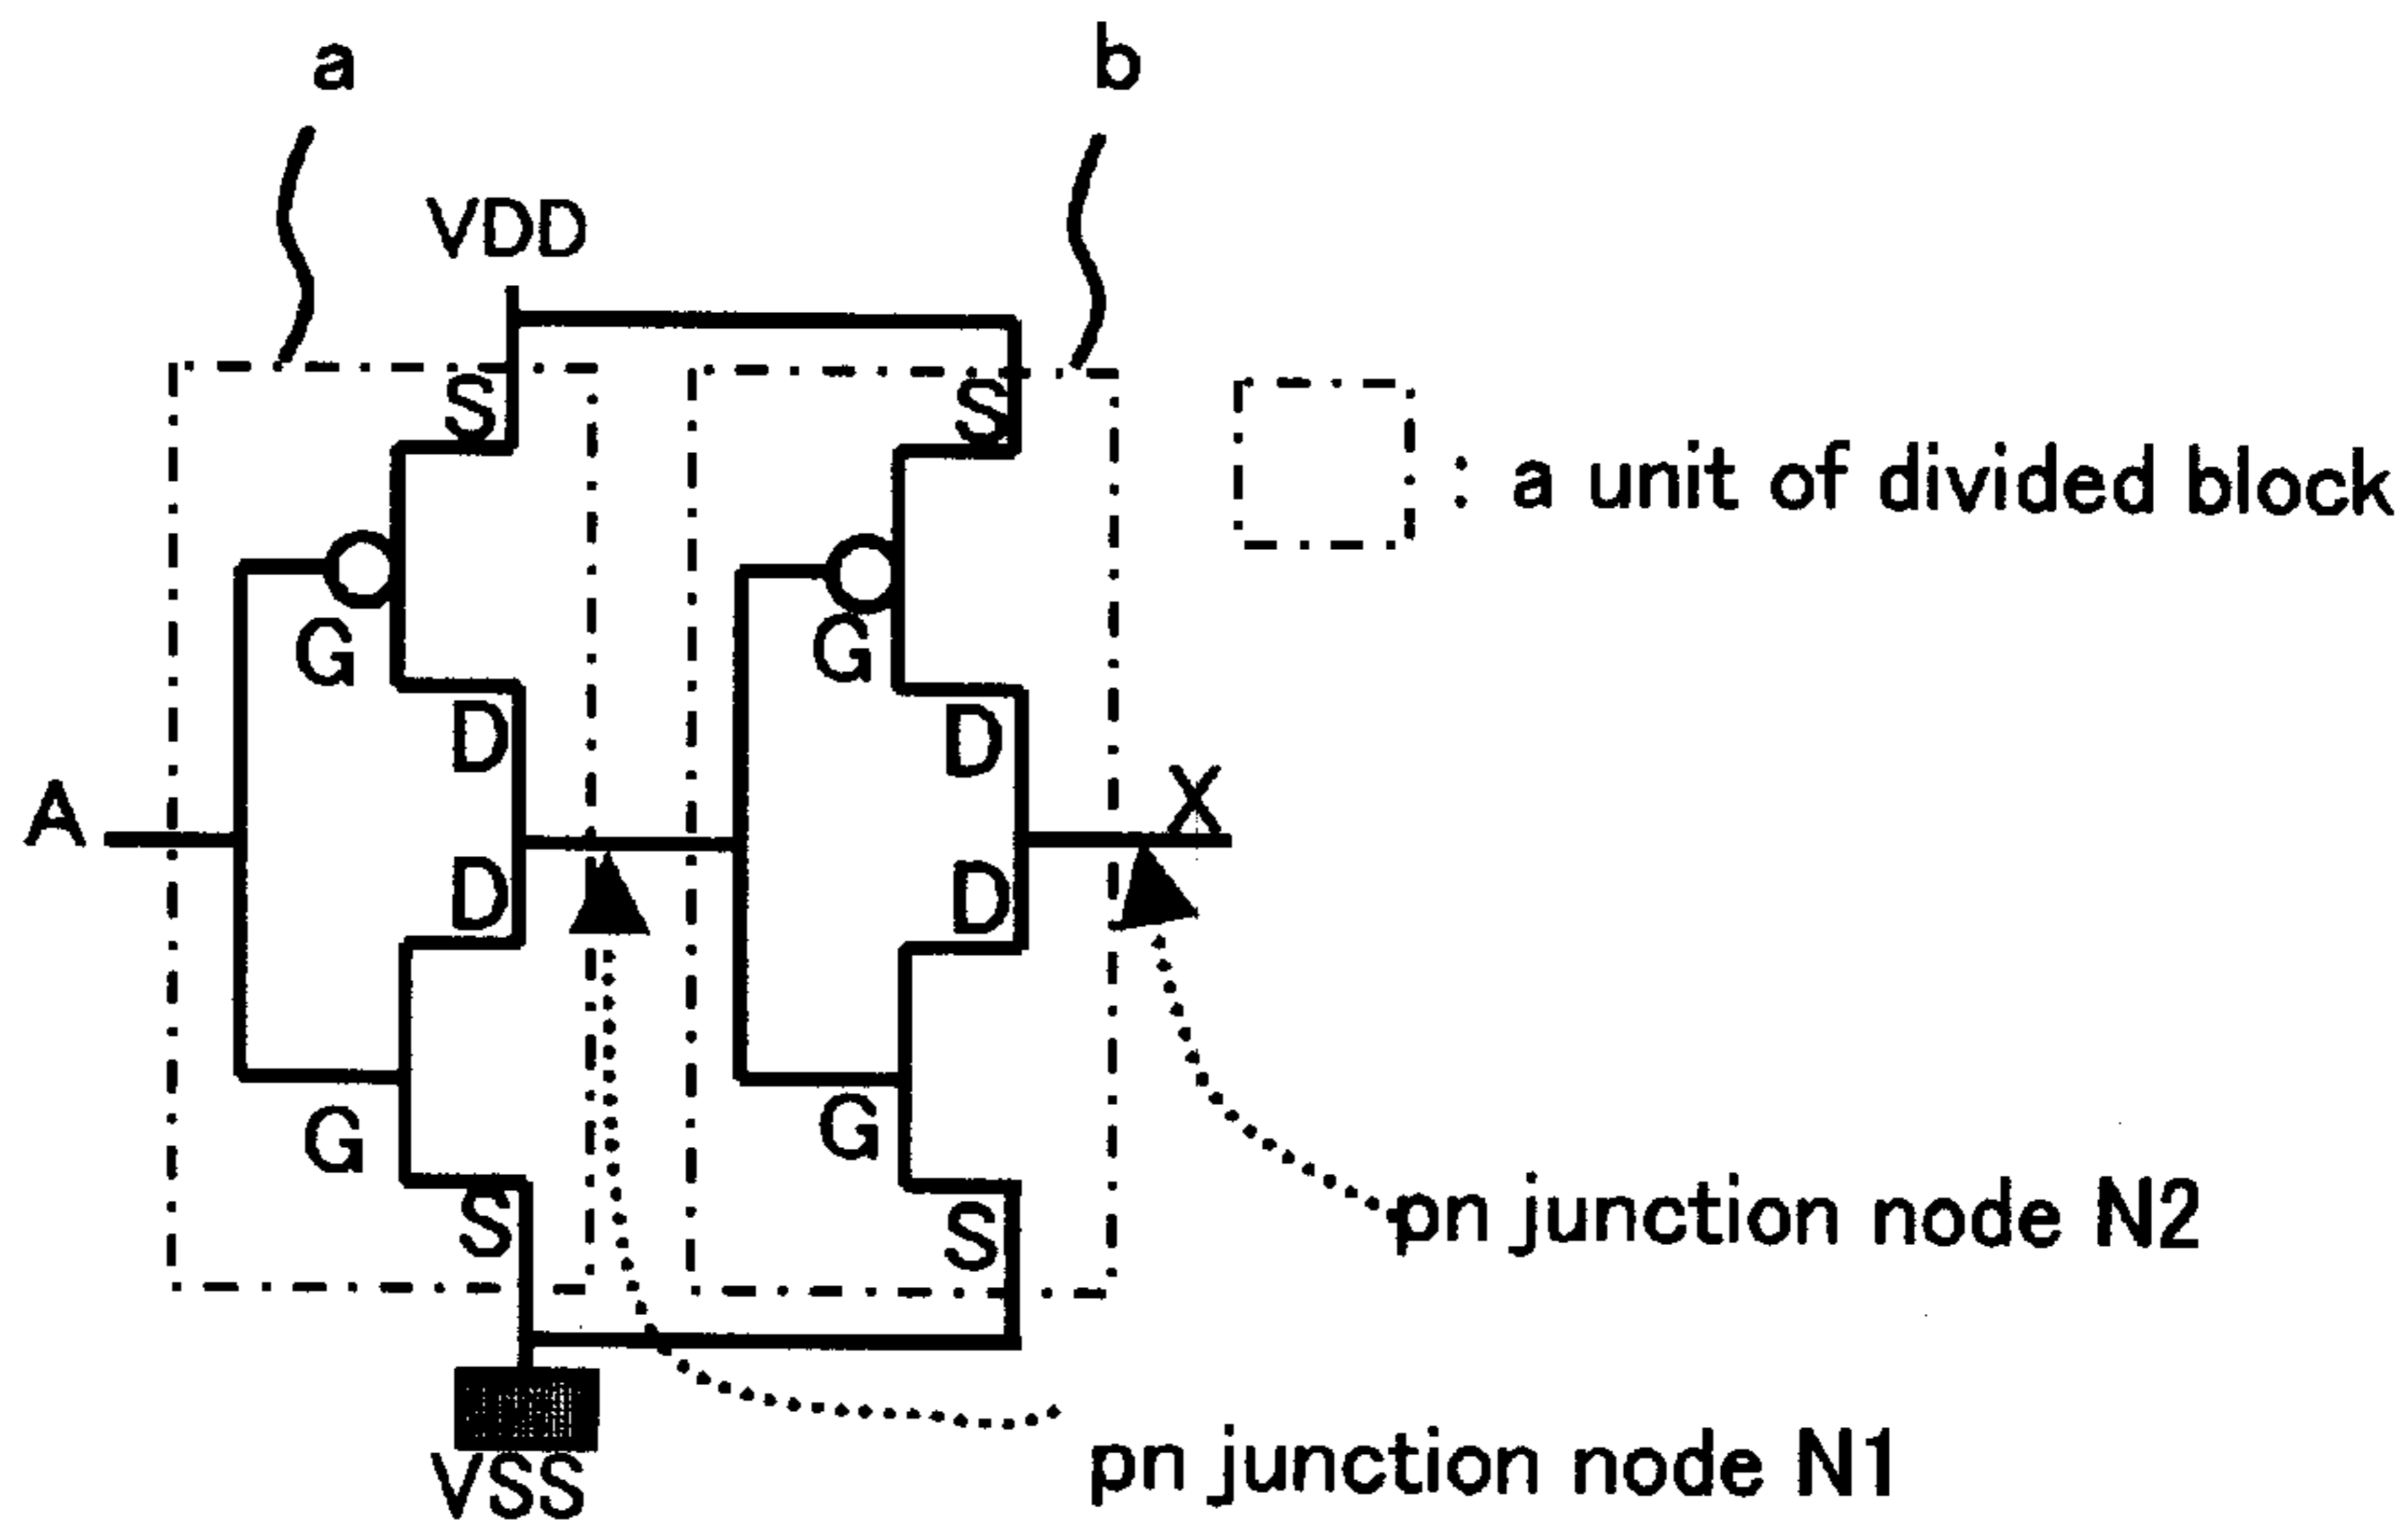 a
b
VDD
S
S
: a unit of divided block
G
G
D
D
A
X
D
D
G
G
S
S
pn junction node N2
pn junction node N1
VSS